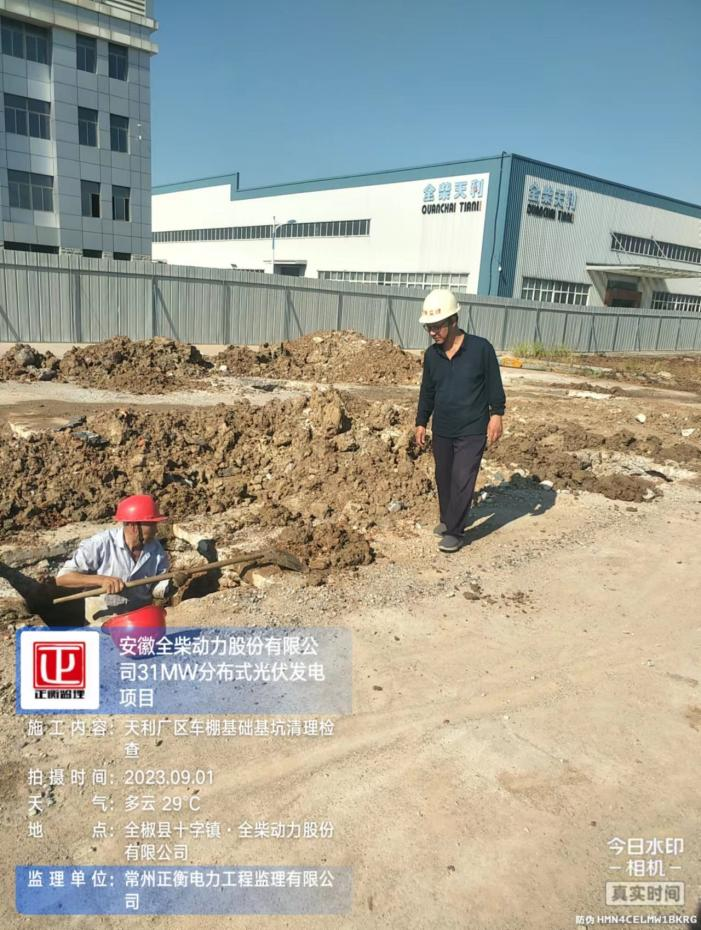 全柴天利
QUANCHAI TIANLI
全柴天利
QUANCHAI TIANLI
正衡管理
安徽全柴动力股份有限公
司31MW分布式光伏发电
项目
施工内容：天利厂区车棚基础基坑清理检
查
拍摄时间：2023.09.01
天气：多云 29℃
地点：全椒县十字镇·全柴动力股份
有限公司
监理单位：常州正衡电力工程监理有限公
司
今日水印
相机
真实时间
防伪 HMN4CELMW1BKRG